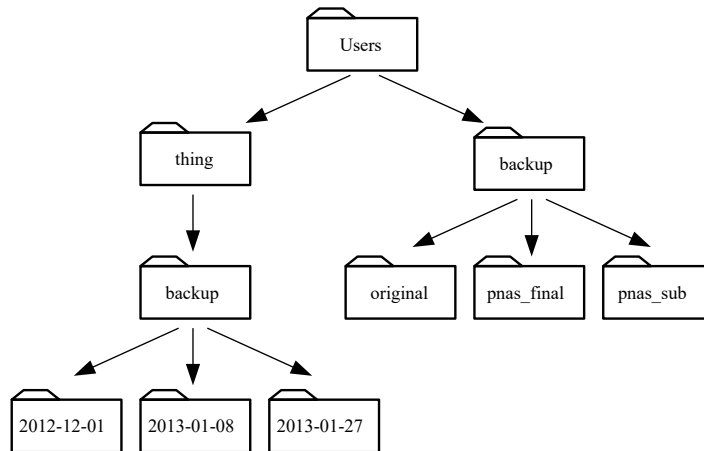 Users
thing
backup
backup
original
pnas_final
pnas_sub
2012-12-01
2013-01-08
2013-01-27